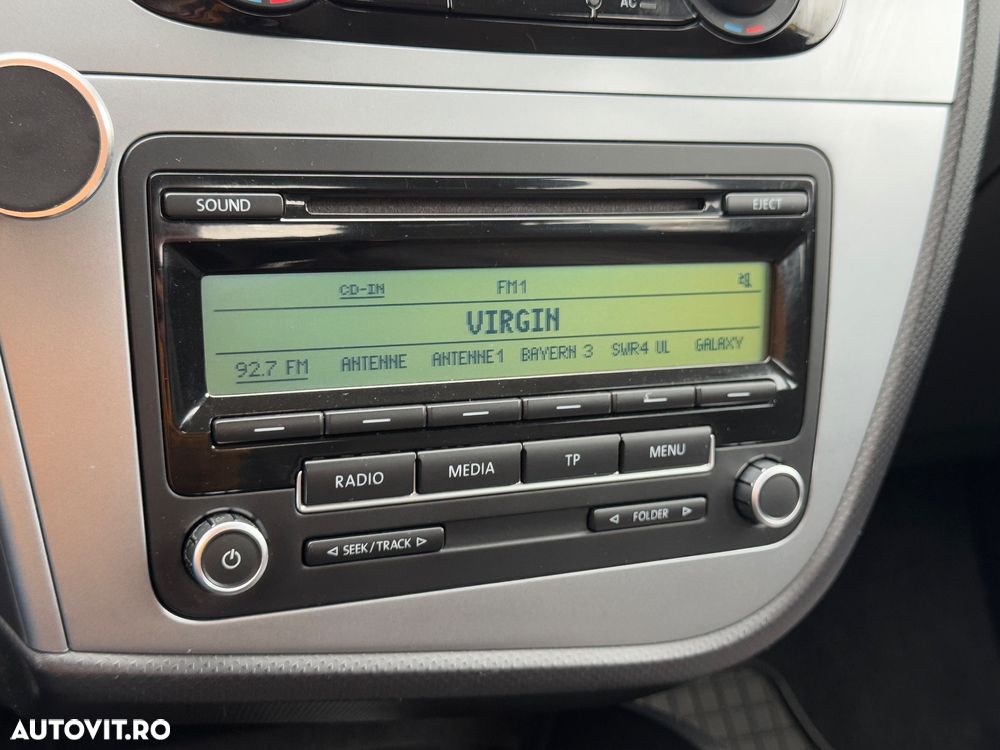 AC
SOUND
EJECT
CD-IN FM1
VIRGIN
92.7 FM ANTENNE ANTENNE1 BAYERN 3 SWR4 UL GALAXY
RADIO MEDIA TP MENU
SEEK/TRACK FOLDER
AUTOVIT.RO